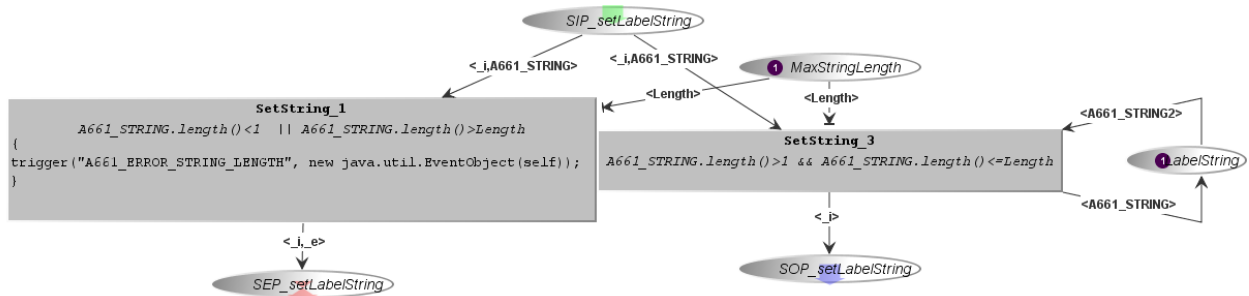 SIP_setLabelString
<_i,A661_STRING>
<_i,A661_STRING>
1 MaxStringLength
<Length>
<Length>
SetString_1
A661_STRING.length()<1 || A661_STRING.length()>Length
{
trigger("A661_ERROR_STRING_LENGTH", new java.util.EventObject(self));
}
SetString_3
A661_STRING.length()>1 && A661_STRING.length()<=Length
<A661_STRING2>
1 LabelString
<A661_STRING>
<_i,_e>
<_i>
SEP_setLabelString
SOP_setLabelString